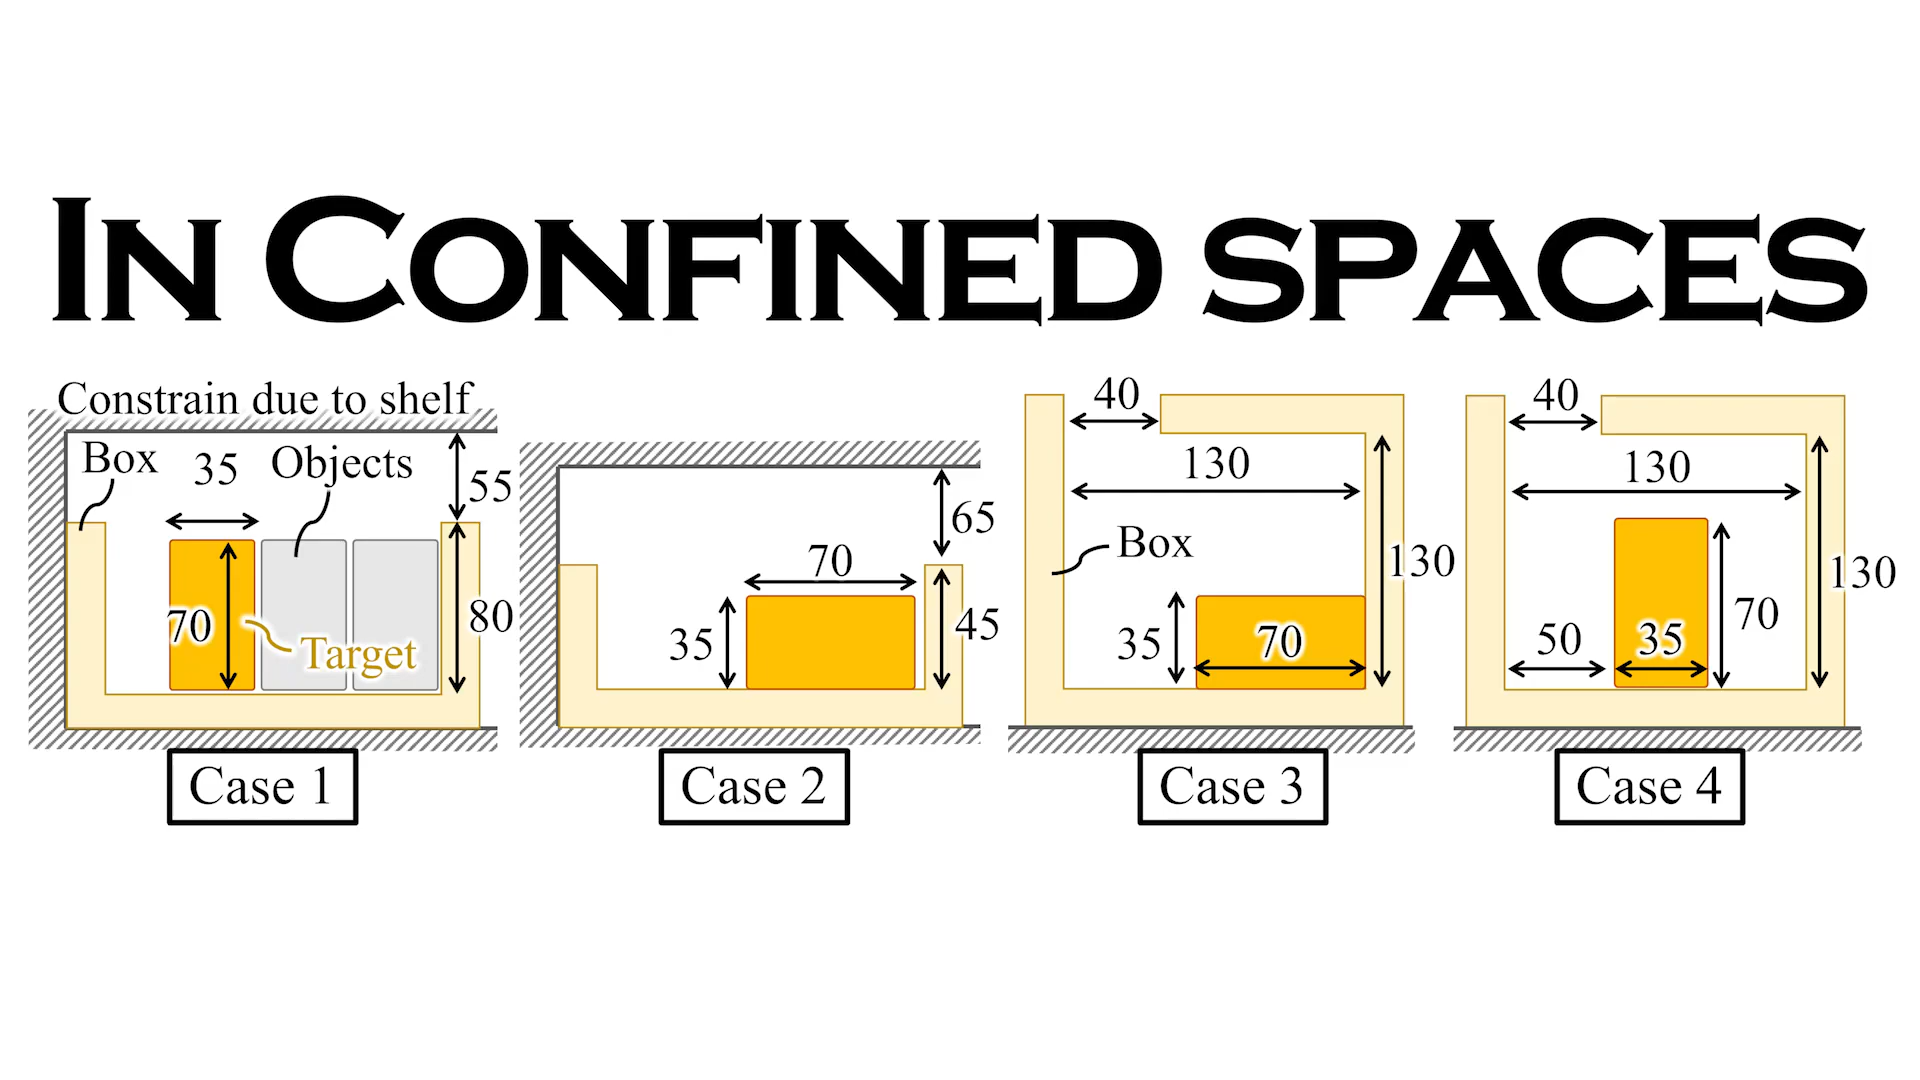 IN CONFINED SPACES
Constrain due to shelf
Box
35
Objects
55
70
Target
80
Case 1
65
70
35
45
Case 2
40
130
Box
130
35
70
Case 3
40
130
130
50
35
70
Case 4